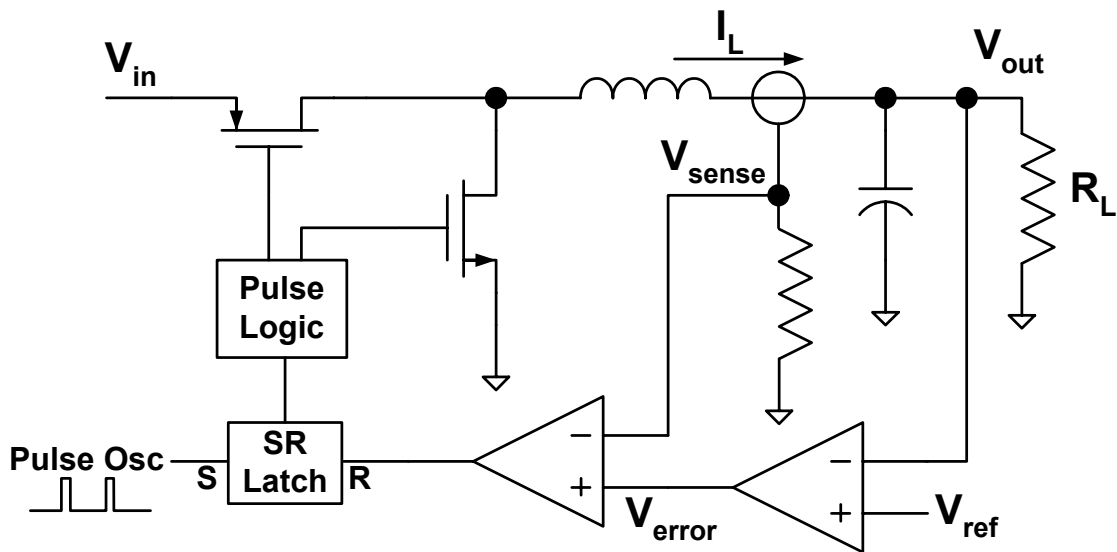 I_L
V_in
V_out
V_sense
R_L
Pulse
Logic
SR
Latch
Pulse Osc
S
R
−
+
V_error
−
+
V_ref